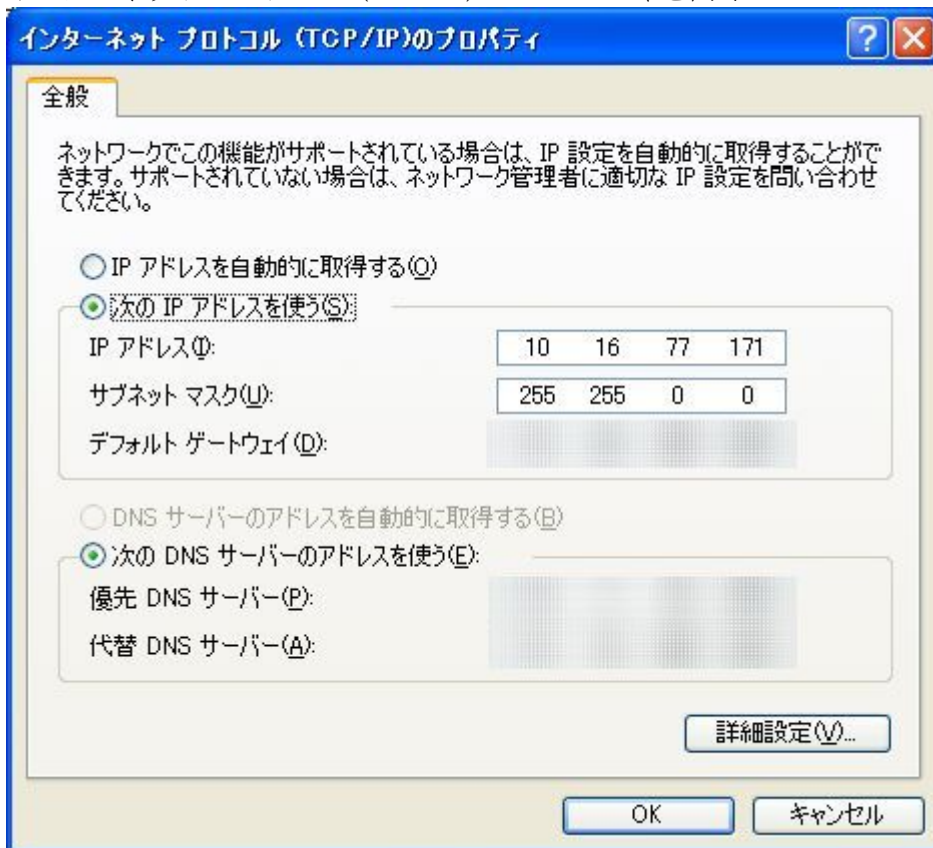 インターネット プロトコル (TCP/IP)のプロパティ
全般
ネットワークでこの機能がサポートされている場合は、IP 設定を自動的に取得することがで
きます。サポートされていない場合は、ネットワーク管理者に適切な IP 設定を問い合わせ
てください。
IP アドレスを自動的に取得する(O)
次の IP アドレスを使う(S):
IP アドレス(I): 10 16 77 171
サブネット マスク(U): 255 255 0 0
デフォルト ゲートウェイ(D):
DNS サーバーのアドレスを自動的に取得する(B)
次の DNS サーバーのアドレスを使う(E):
優先 DNS サーバー(P):
代替 DNS サーバー(A):
詳細設定(V)...
OK キャンセル